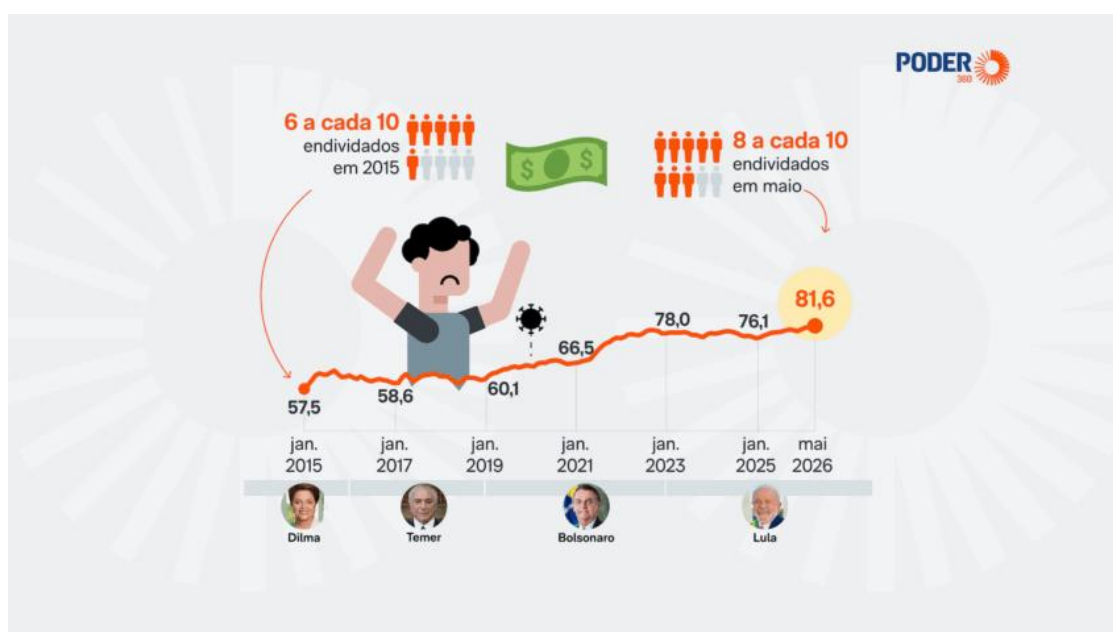 PODER
360
6 a cada 10
endividados
em 2015
8 a cada 10
endividados
em maio
$ $
57,5
58,6
60,1
66,5
78,0
76,1
81,6
jan.
2015
jan.
2017
jan.
2019
jan.
2021
jan.
2023
jan.
2025
mai
2026
Dilma
Temer
Bolsonaro
Lula